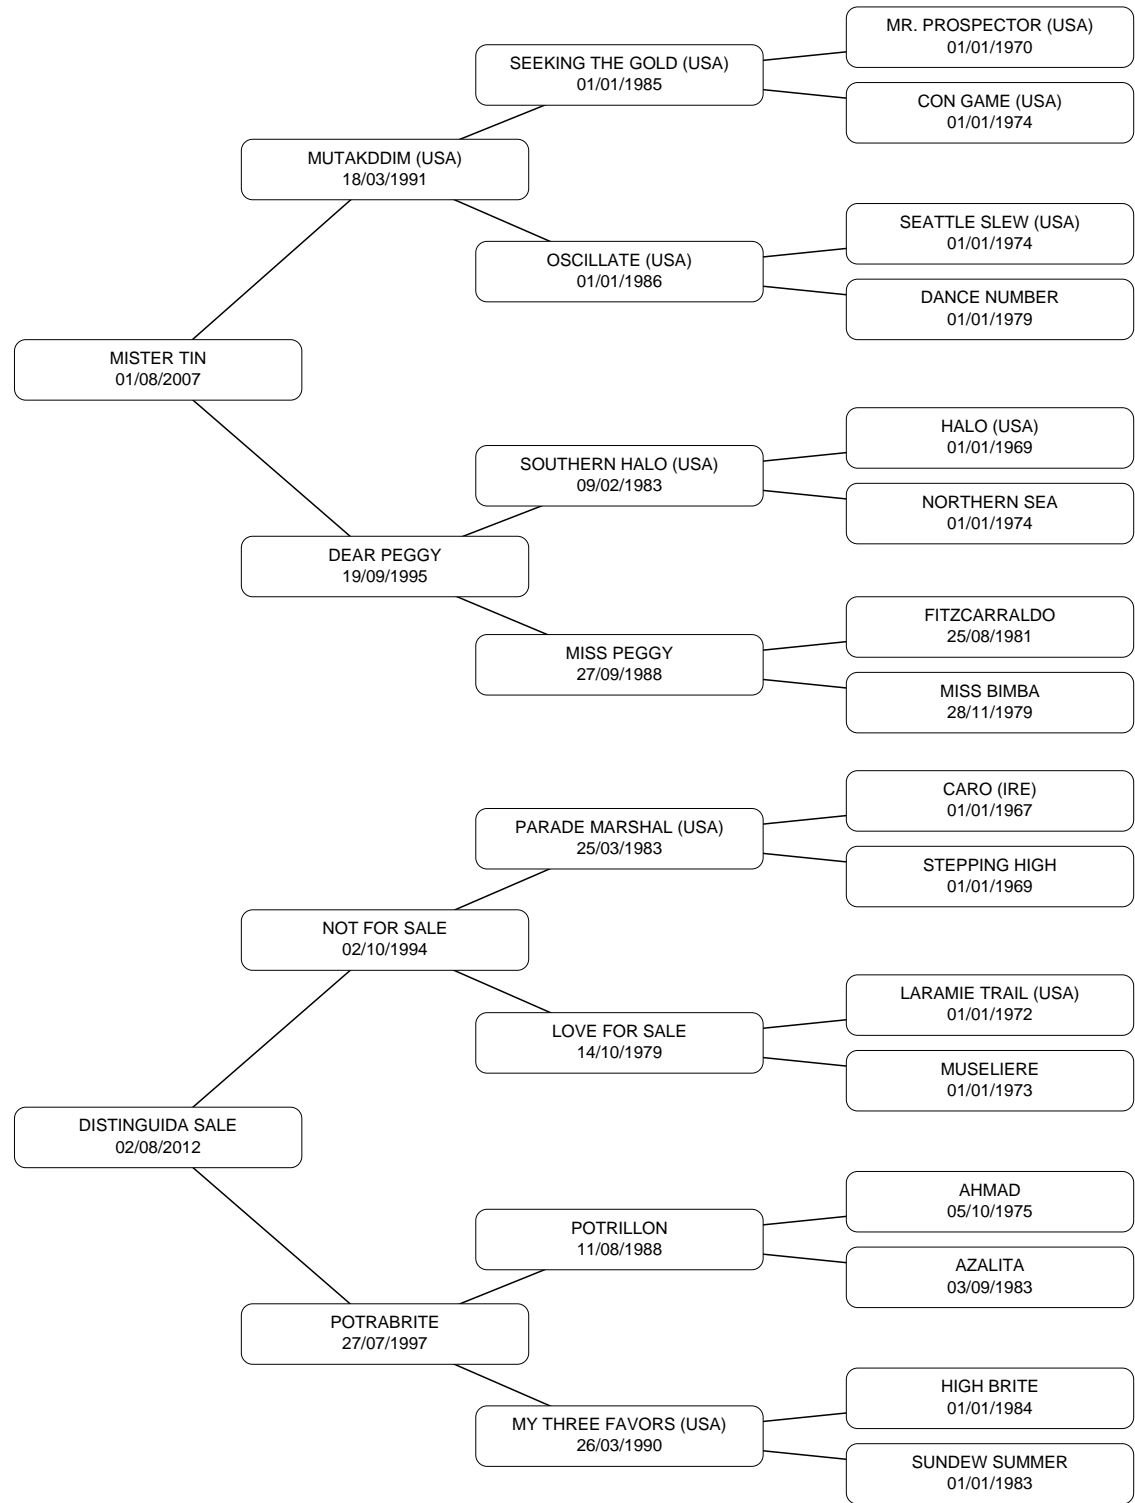 MR. PROSPECTOR (USA)
01/01/1970
SEEKING THE GOLD (USA)
01/01/1985
CON GAME (USA)
01/01/1974
MUTAKDDIM (USA)
18/03/1991
SEATTLE SLEW (USA)
01/01/1974
OSCILLATE (USA)
01/01/1986
DANCE NUMBER
01/01/1979
MISTER TIN
01/08/2007
HALO (USA)
01/01/1969
SOUTHERN HALO (USA)
09/02/1983
NORTHERN SEA
01/01/1974
DEAR PEGGY
19/09/1995
FITZCARRALDO
25/08/1981
MISS PEGGY
27/09/1988
MISS BIMBA
28/11/1979
CARO (IRE)
01/01/1967
PARADE MARSHAL (USA)
25/03/1983
STEPPING HIGH
01/01/1969
NOT FOR SALE
02/10/1994
LARAMIE TRAIL (USA)
01/01/1972
LOVE FOR SALE
14/10/1979
MUSELIERE
01/01/1973
DISTINGUIDA SALE
02/08/2012
AHMAD
05/10/1975
POTRILLON
11/08/1988
AZALITA
03/09/1983
POTRABRITE
27/07/1997
HIGH BRITE
01/01/1984
MY THREE FAVORS (USA)
26/03/1990
SUNDEW SUMMER
01/01/1983